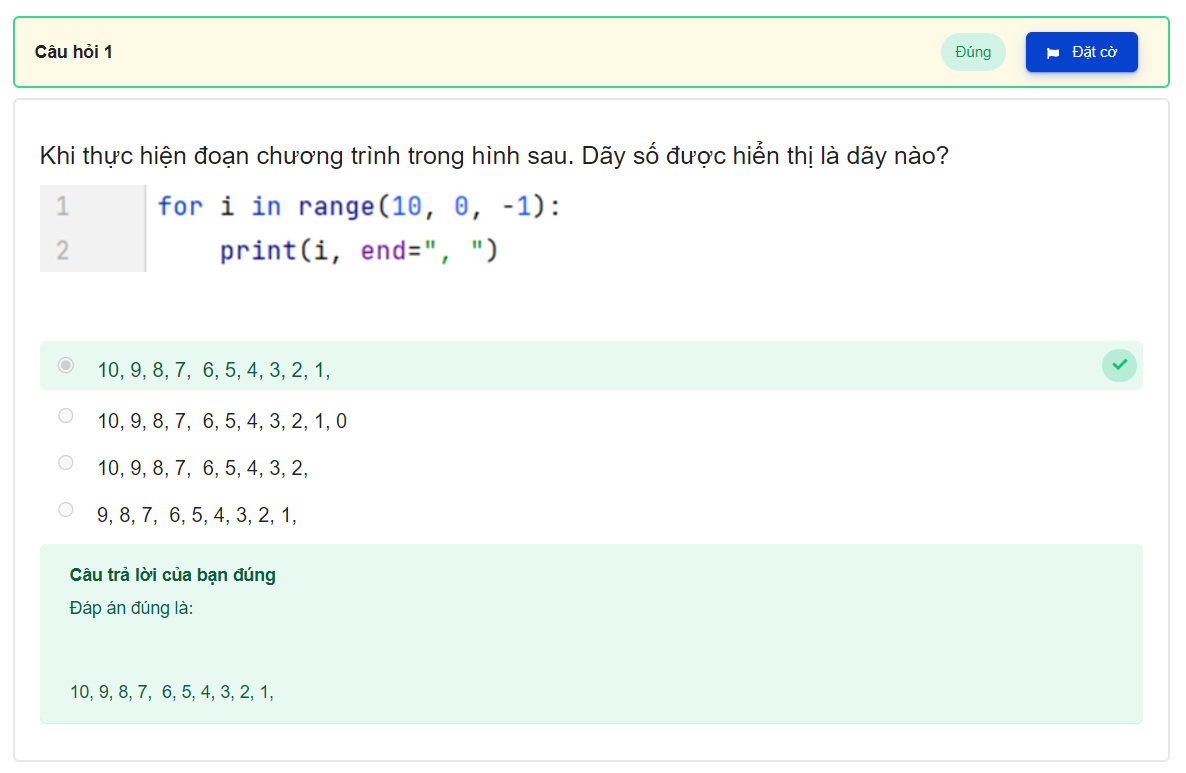 Câu hỏi 1
Đúng
Đặt cờ
Khi thực hiện đoạn chương trình trong hình sau. Dãy số được hiển thị là dãy nào?
1 for i in range(10, 0, -1):
2     print(i, end=", ")
10, 9, 8, 7,  6, 5, 4, 3, 2, 1,
10, 9, 8, 7,  6, 5, 4, 3, 2, 1, 0
10, 9, 8, 7,  6, 5, 4, 3, 2,
9, 8, 7,  6, 5, 4, 3, 2, 1,
Câu trả lời của bạn đúng
Đáp án đúng là:
10, 9, 8, 7,  6, 5, 4, 3, 2, 1,